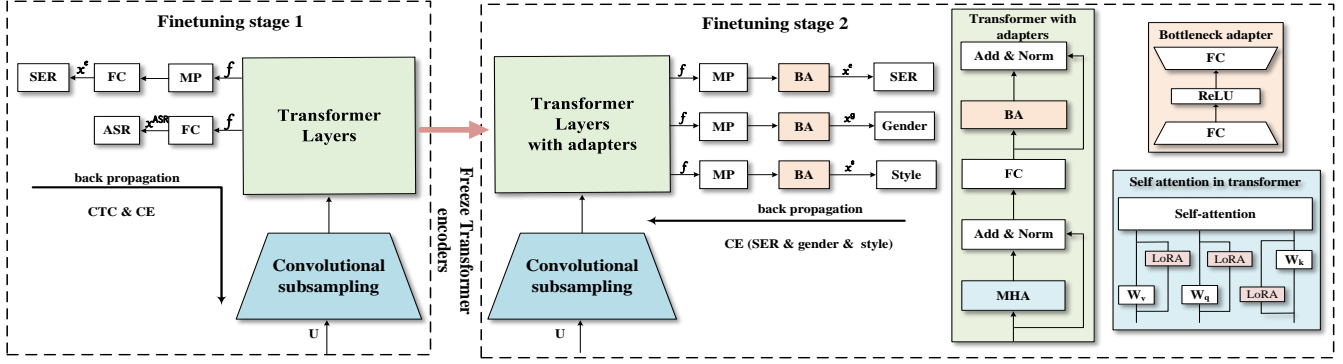 Finetuning stage 1
SER
x^e
FC
MP
f
ASR
x^ASR
FC
f
Transformer
Layers
back propagation
CTC & CE
Convolutional
subsampling
U
Freeze Transformer
encoders
Finetuning stage 2
Transformer
Layers
with adapters
f
MP
BA
x^e
SER
f
MP
BA
x^g
Gender
f
MP
BA
x^e
Style
back propagation
CE (SER & gender & style)
Convolutional
subsampling
U
Transformer with
adapters
Add & Norm
BA
FC
Add & Norm
MHA
Bottleneck adapter
FC
ReLU
FC
Self attention in transformer
Self-attention
LoRA
LoRA
W_k
W_v
W_q
LoRA